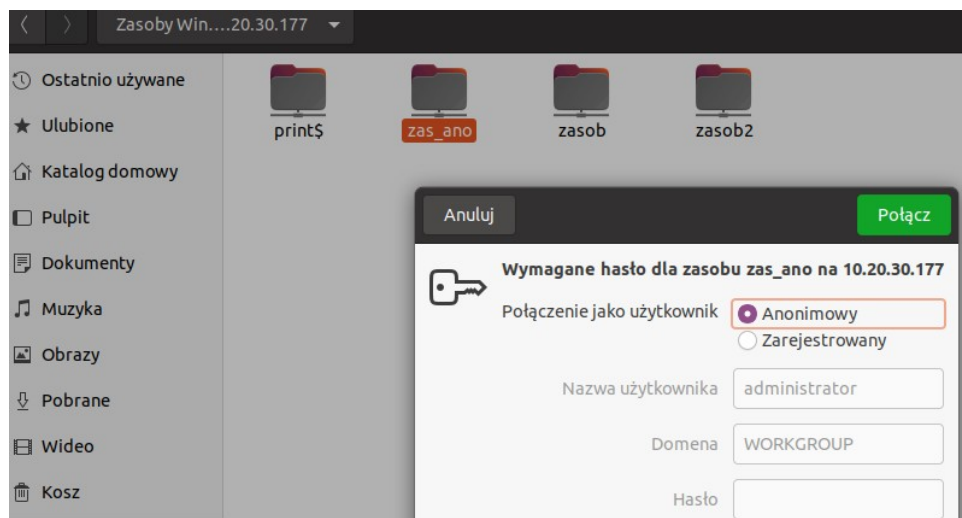 Zasoby Win....20.30.177
Ostatnio używane
Ulubione
Katalog domowy
Pulpit
Dokumenty
Muzyka
Obrazy
Pobrane
Wideo
Kosz
print$
zas_ano
zasob
zasob2
Anuluj
Połącz
Wymagane hasło dla zasobu zas_ano na 10.20.30.177
Połączenie jako użytkownik
Anonimowy
Zarejestrowany
Nazwa użytkownika
administrator
Domena
WORKGROUP
Hasło